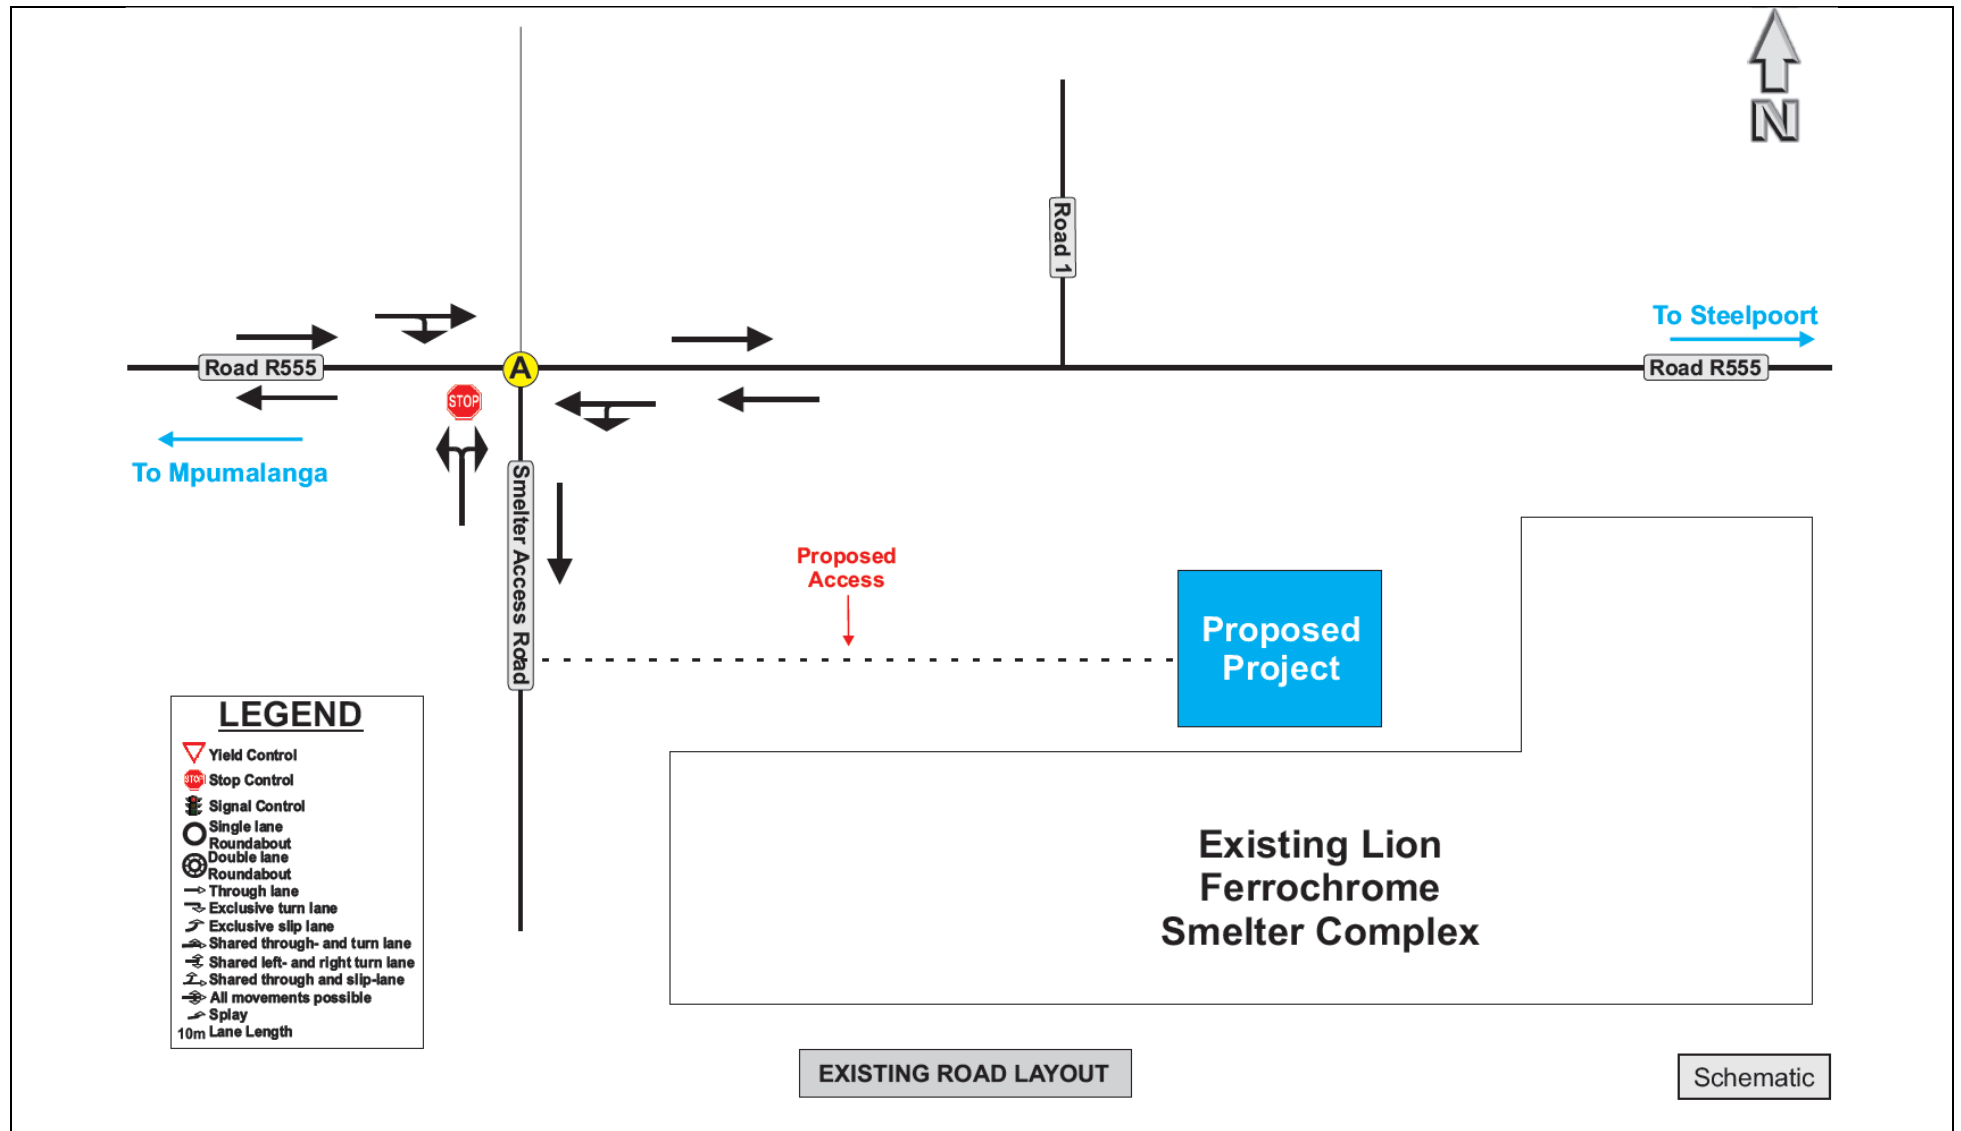 N
Road 1
To Steelpoort
Road R555
A
Road R555
STOP
To Mpumalanga
Smelter Access Road
Proposed
Access
Proposed
Project
LEGEND
Yield Control
STOP
Stop Control
Signal Control
Single lane
Roundabout
Double lane
Roundabout
Through lane
Exclusive turn lane
Exclusive slip lane
Shared through- and turn lane
Shared left- and right turn lane
Shared through and slip-lane
All movements possible
Splay
10m Lane Length
Existing Lion
Ferrochrome
Smelter Complex
EXISTING ROAD LAYOUT
Schematic